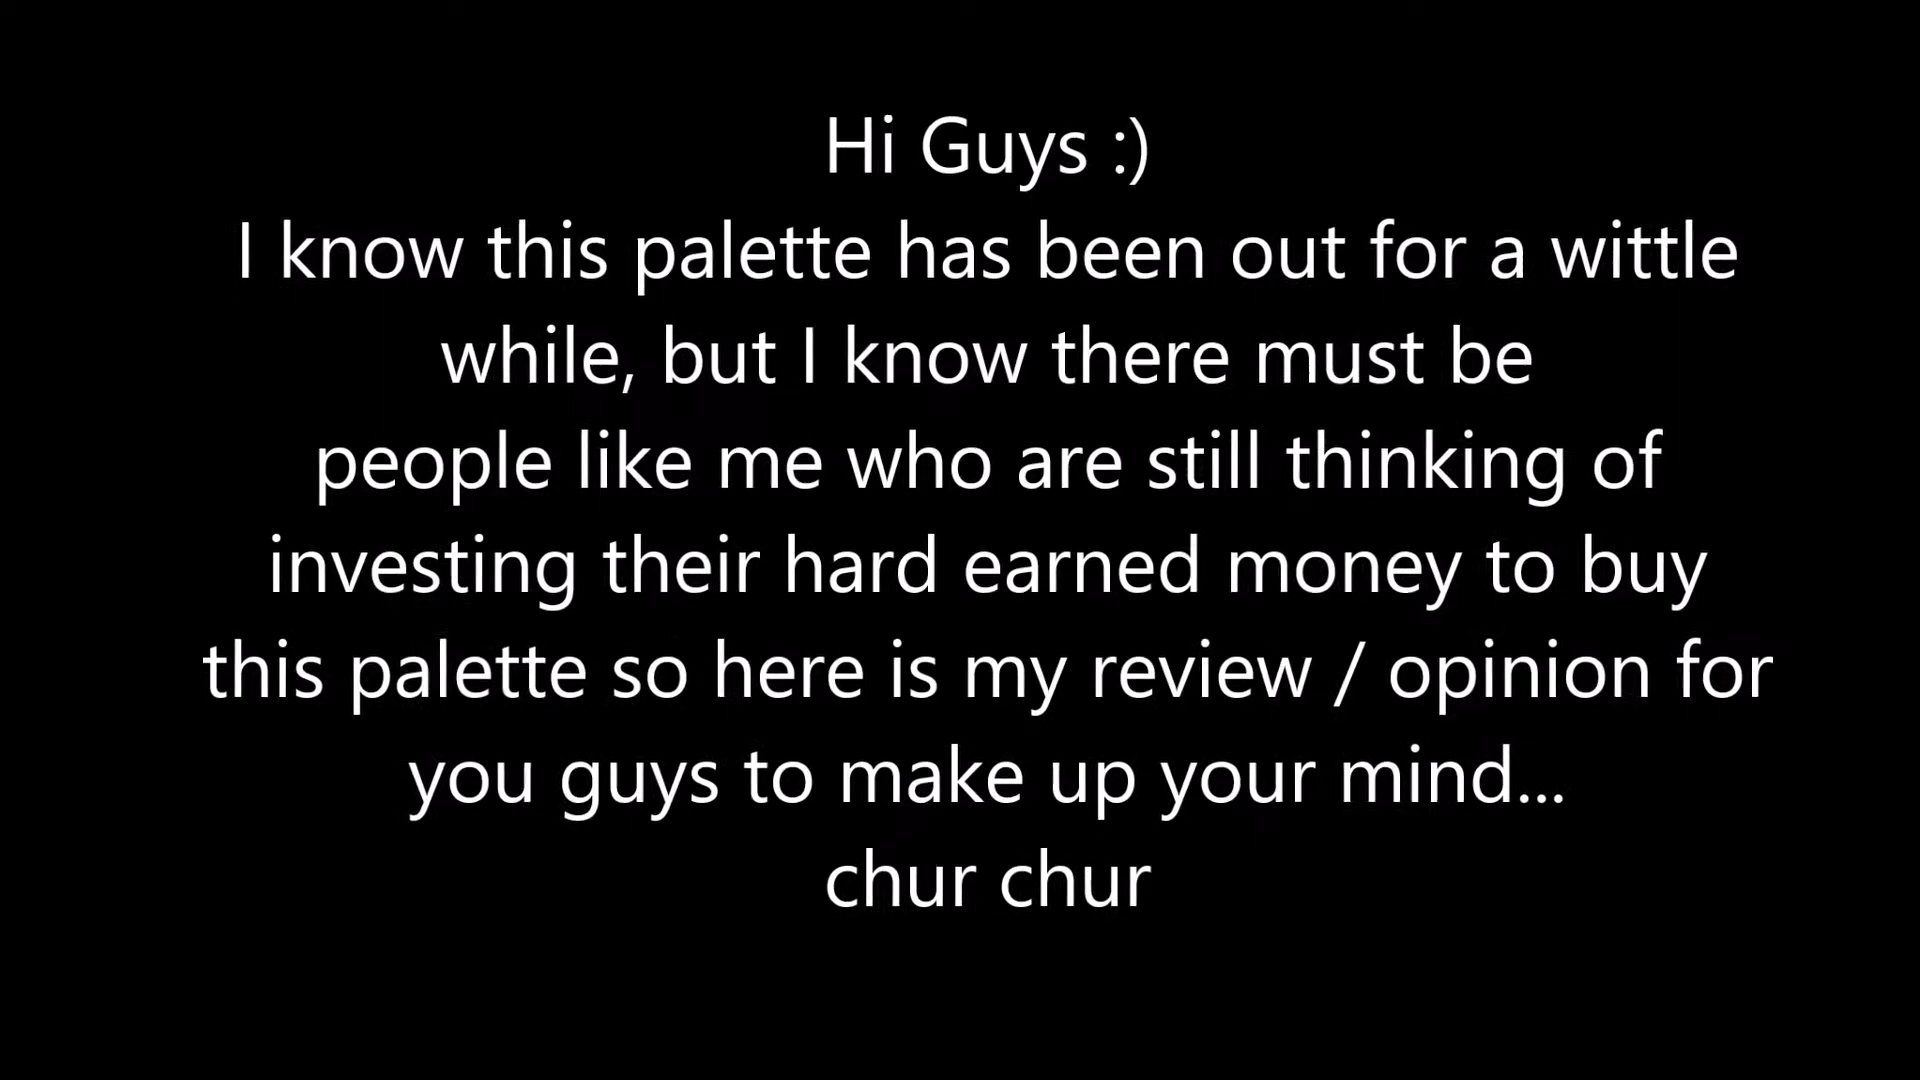 Hi Guys :)
I know this palette has been out for a wittle
while, but I know there must be
people like me who are still thinking of
investing their hard earned money to buy
this palette so here is my review / opinion for
you guys to make up your mind...
chur chur